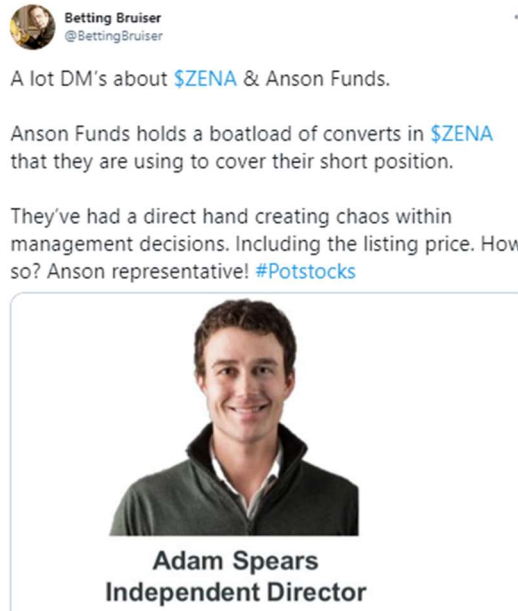 Betting Bruiser
@BettingBruiser
A lot DM's about $ZENA & Anson Funds.
Anson Funds holds a boatload of converts in $ZENA
that they are using to cover their short position.
They've had a direct hand creating chaos within
management decisions. Including the listing price. How
so? Anson representative! #Potstocks
Adam Spears
Independent Director